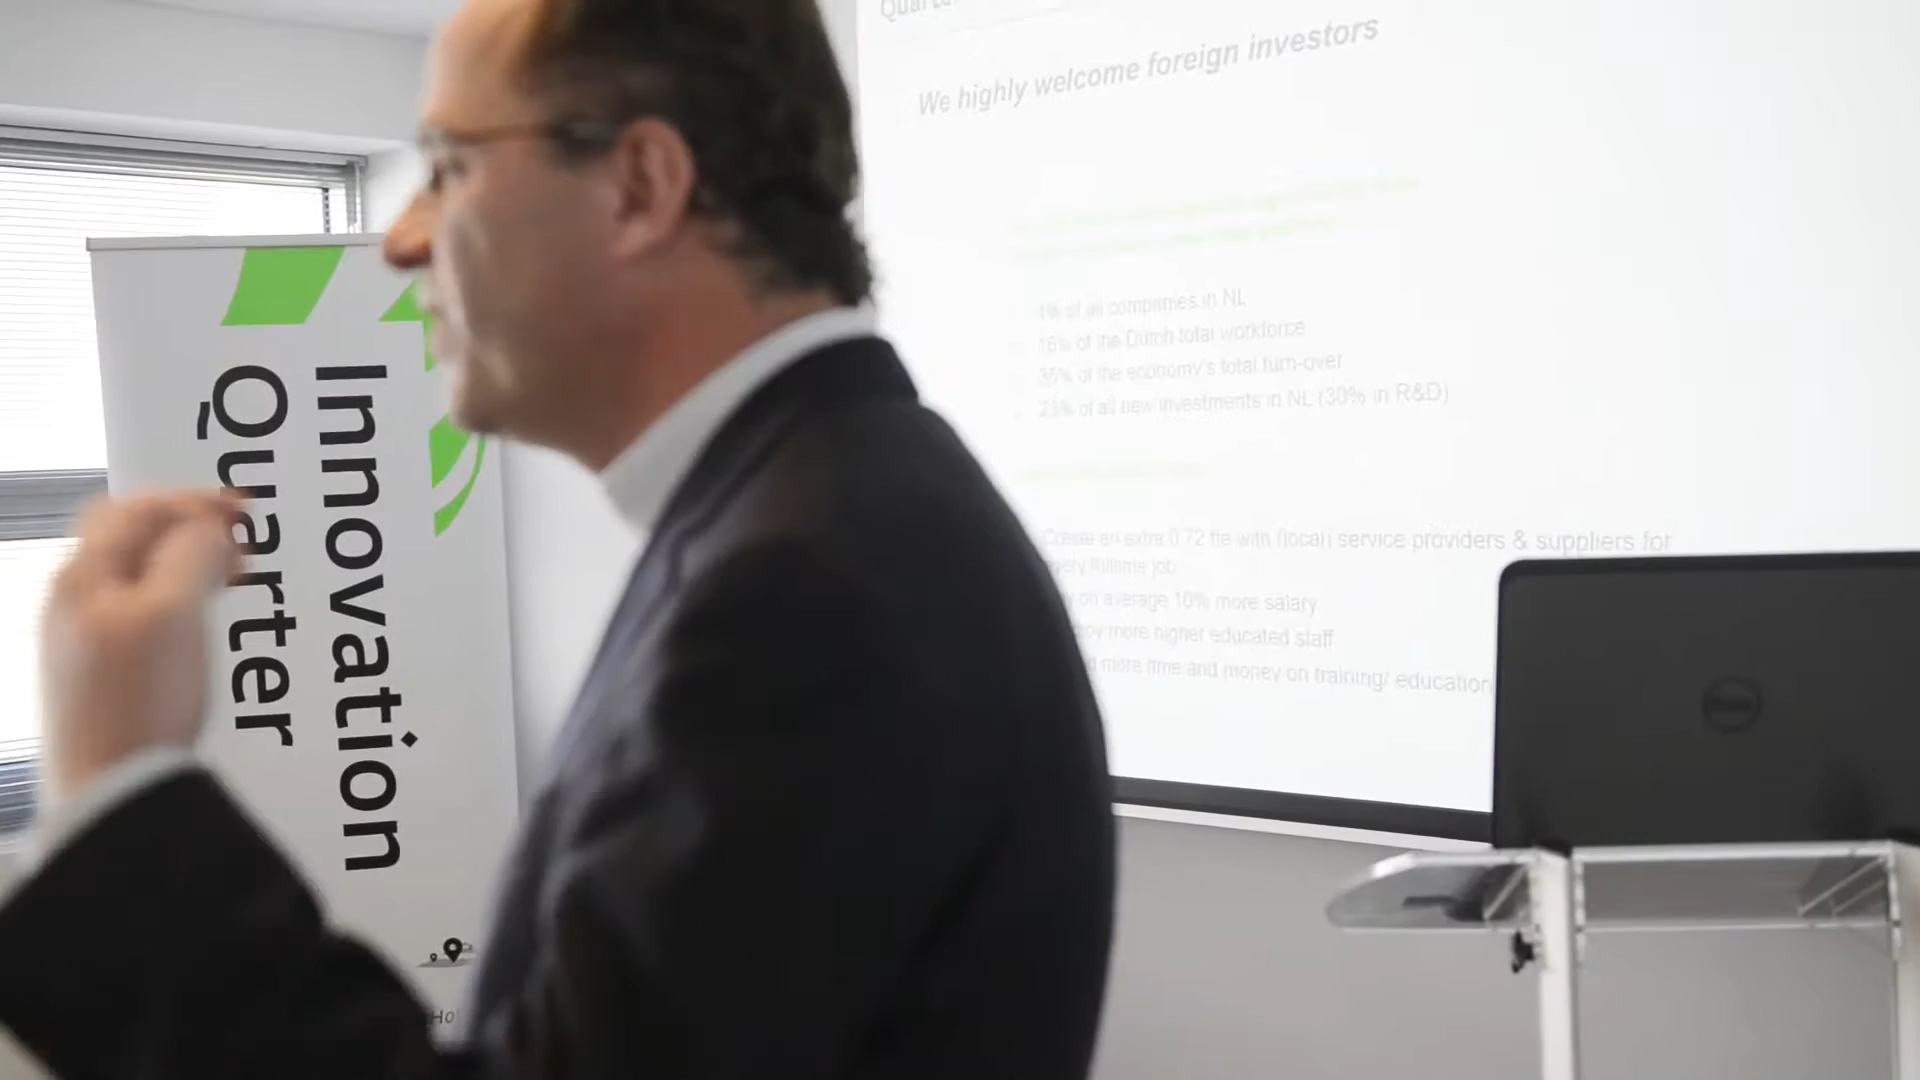 Innovation
Quarter
Quarter
We highly welcome foreign investors
1% of all companies in NL
16% of the Dutch total workforce
35% of the economy's total turn-over
23% of all new investments in NL (30% in R&D)
Create an extra 0.72 fte with (local) service providers & suppliers for
very fulltime job
on average 10% more salary
more higher educated staff
more time and money on training/ education
Ho